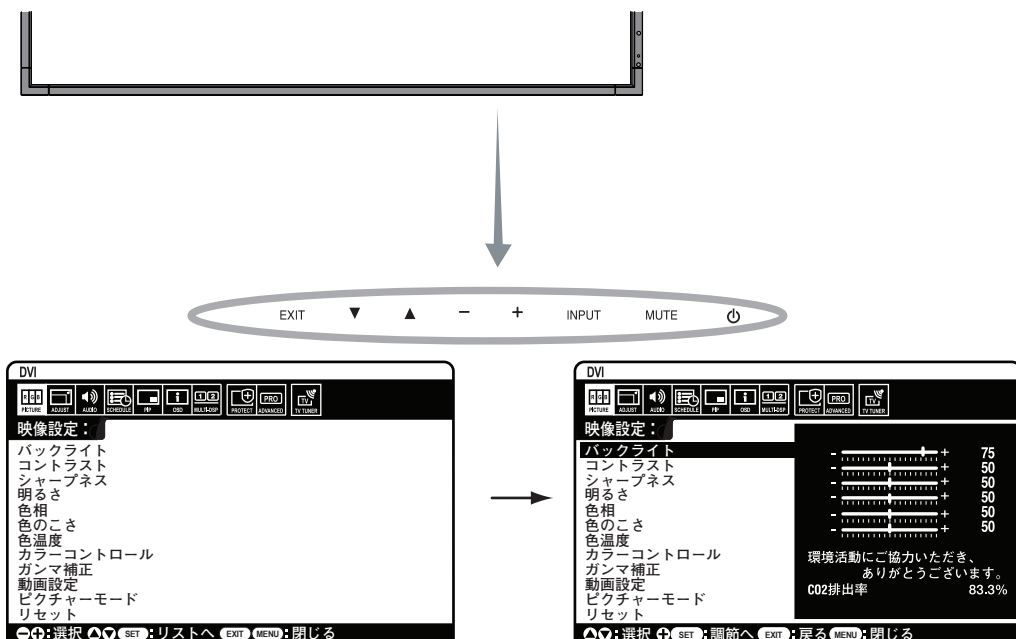 EXIT ▼ ▲ − + INPUT MUTE ⏻
DVI
RGB PICTURE ADJUST AUDIO SCHEDULE PIP OSD 1 2 MULTI-DSP PROTECT PRO ADVANCED TV TV TUNER
映像設定：
バックライト
コントラスト
シャープネス
明るさ
色相
色のこさ
色温度
カラーコントロール
ガンマ補正
動画設定
ピクチャーモード
リセット
−+:選択 △▽ SET:リストへ EXIT MENU:閉じる
DVI
RGB PICTURE ADJUST AUDIO SCHEDULE PIP OSD 1 2 MULTI-DSP PROTECT PRO ADVANCED TV TV TUNER
映像設定：
バックライト - + 75
コントラスト - + 50
シャープネス - + 50
明るさ - + 50
色相 - + 50
色のこさ - + 50
色温度
カラーコントロール
ガンマ補正
動画設定
ピクチャーモード
リセット
環境活動にご協力いただき、
ありがとうございます。
CO2排出率 83.3%
△▽:選択 + SET:調節へ EXIT:戻る MENU:閉じる